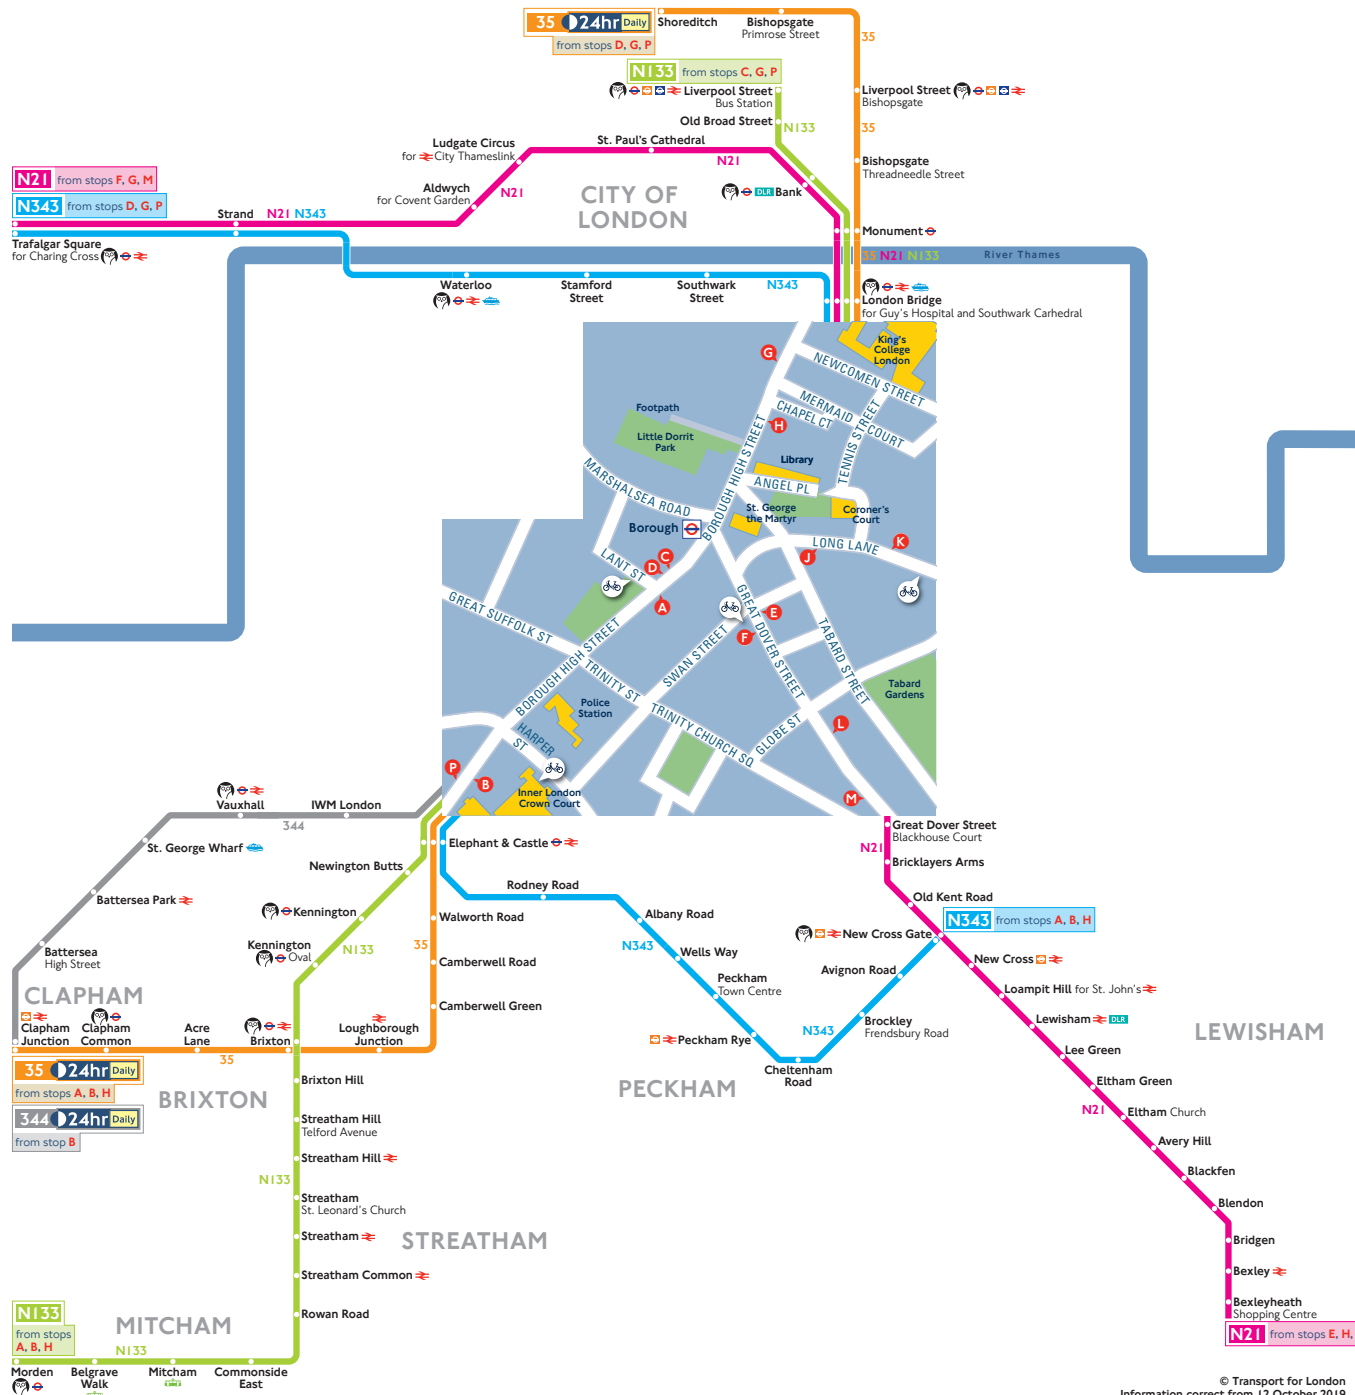 35 24hr Daily
from stops D, G, P
Shoreditch
Bishopsgate
Primrose Street
35
N133 from stops C, G, P
Liverpool Street
Bus Station
Liverpool Street
Bishopsgate
Old Broad Street
N133
35
Ludgate Circus
for City Thameslink
St. Paul's Cathedral
N21
Bishopsgate
Threadneedle Street
N21 from stops F, G, M
Aldwych
for Covent Garden
N21
CITY OF
LONDON
DLR Bank
N343 from stops D, G, P
Strand
N21 N343
Monument
Trafalgar Square
for Charing Cross
35 N21 N133
River Thames
Waterloo
Stamford
Street
Southwark
Street
N343
London Bridge
for Guy's Hospital and Southwark Carhedral
King's
College
London
G
NEWCOMEN STREET
MERMAID COURT
CHAPEL CT
TENNIS STREET
Footpath
H
Little Dorrit
Park
BOROUGH HIGH STREET
Library
ANGEL PL
MARSHALSEA ROAD
St. George
the Martyr
Coroner's
Court
Borough
LONG LANE
K
J
C
D
LANT ST
A
GREAT DOVER STREET
E
F
GREAT SUFFOLK ST
SWAN STREET
TABARD STREET
BOROUGH HIGH STREET
TRINITY ST
Tabard
Gardens
Police
Station
TRINITY CHURCH SQ
GLOBE ST
L
HARPER
ST
P
B
Inner London
Crown Court
M
Vauxhall
IWM London
344
St. George Wharf
Elephant & Castle
Great Dover Street
Blackhouse Court
N21
Bricklayers Arms
Newington Butts
Rodney Road
Old Kent Road
Battersea Park
Kennington
Walworth Road
Albany Road
N343 from stops A, B, H
New Cross Gate
Kennington
Oval
N133
35
N343
Wells Way
Battersea
High Street
Camberwell Road
Avignon Road
New Cross
CLAPHAM
Peckham
Town Centre
Loampit Hill for St. John's
Camberwell Green
Brockley
Frendsbury Road
Lewisham DLR
LEWISHAM
Clapham
Junction
Clapham
Common
Acre
Lane
Brixton
Loughborough
Junction
N343
Peckham Rye
Lee Green
35
Cheltenham
Road
35 24hr Daily
from stops A, B, H
BRIXTON
Brixton Hill
PECKHAM
Eltham Green
344 24hr Daily
from stop B
Streatham Hill
Telford Avenue
N21
Eltham Church
Avery Hill
Streatham Hill
Blackfen
N133
Streatham
St. Leonard's Church
Blendon
Streatham
STREATHAM
Bridgen
Streatham Common
Bexley
N133
from stops
A, B, H
MITCHAM
Rowan Road
Bexleyheath
Shopping Centre
N21 from stops E, H,
N133
Morden
Belgrave
Walk
Mitcham
Commonside
East
© Transport for London
Information correct from 12 October 2019